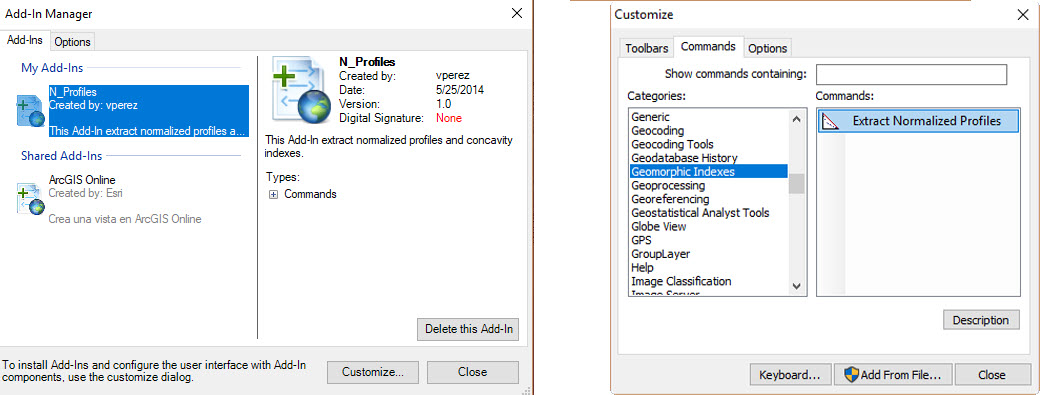 Add-In Manager
Add-Ins
Options
My Add-Ins
N_Profiles
Created by: vperez
This Add-In extract normalized profiles a...
Shared Add-Ins
ArcGIS Online
Created by: Esri
Crea una vista en ArcGIS Online
N_Profiles
Created by: vperez
Date: 5/25/2014
Version: 1.0
Digital Signature: None
This Add-In extract normalized profiles and concavity
indexes.
Types:
Commands
Delete this Add-In
To install Add-Ins and configure the user interface with Add-In
components, use the customize dialog.
Customize...
Close
Customize
Toolbars
Commands
Options
Show commands containing:
Categories:
Generic
Geocoding
Geocoding Tools
Geodatabase History
Geomorphic Indexes
Geoprocessing
Georeferencing
Geostatistical Analyst Tools
Globe View
GPS
GroupLayer
Help
Image Classification
Image Server
Commands:
Extract Normalized Profiles
Description
Keyboard...
Add From File...
Close